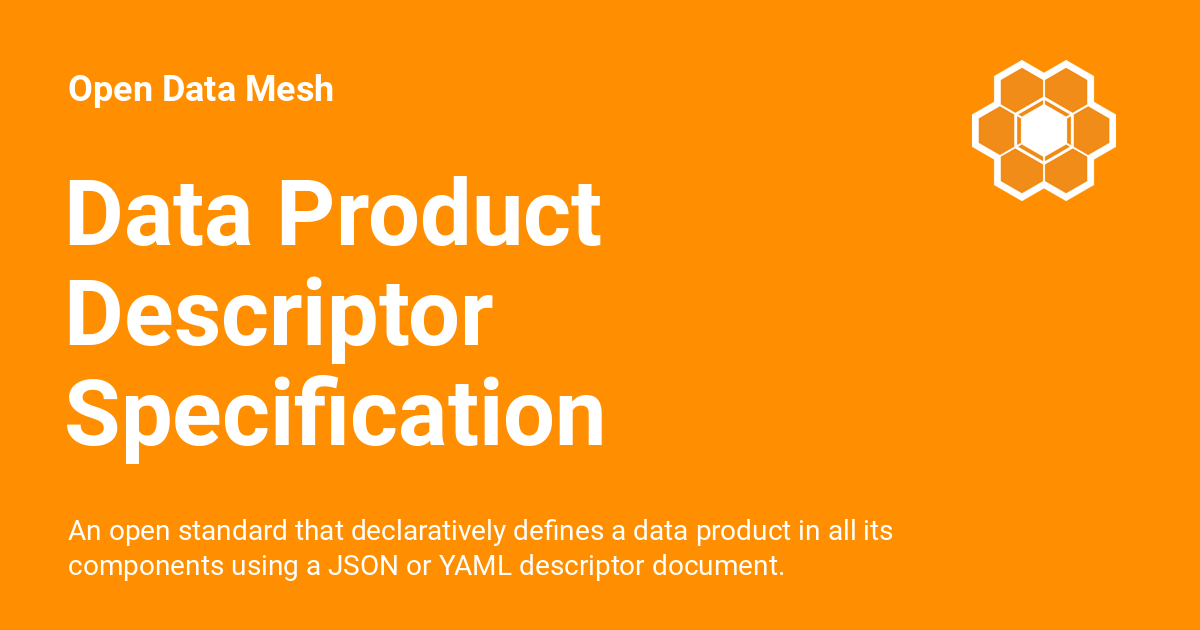 Open Data Mesh
Data Product
Descriptor
Specification
An open standard that declaratively defines a data product in all its
components using a JSON or YAML descriptor document.